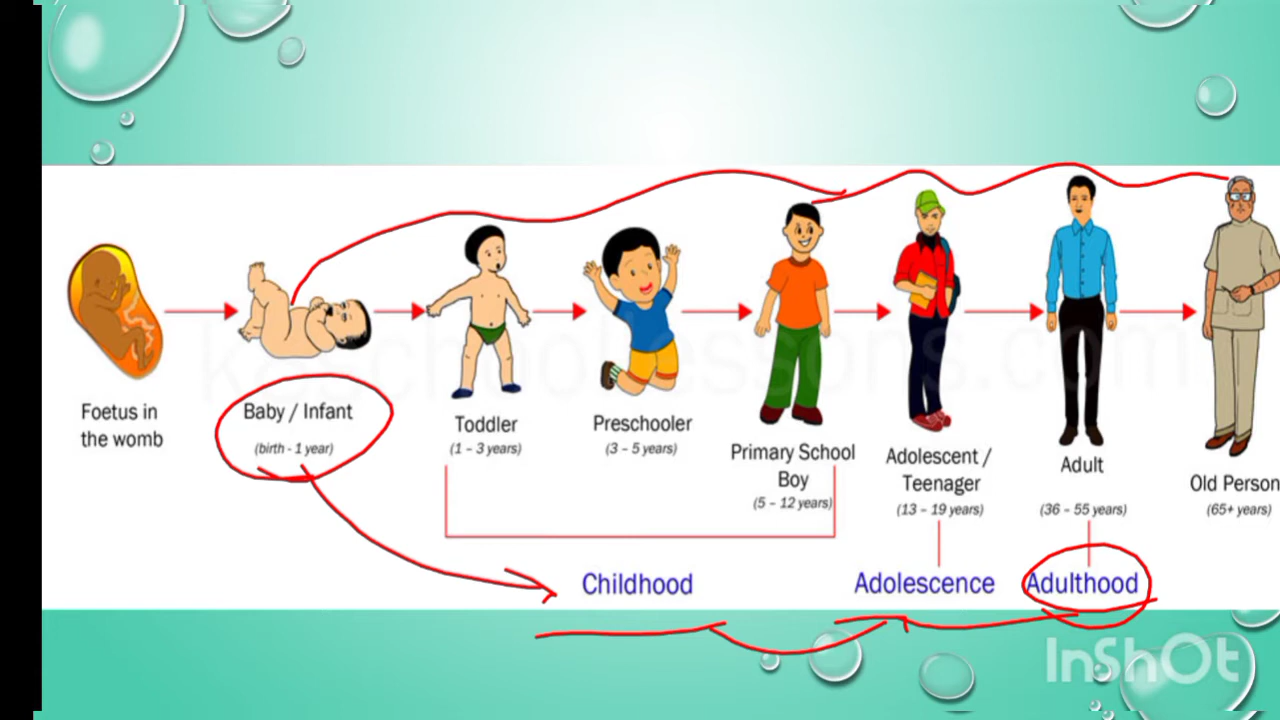 Foetus in
the womb
Baby / Infant
(birth - 1 year)
Toddler
(1 – 3 years)
Preschooler
(3 – 5 years)
Primary School
Boy
(5 – 12 years)
Adolescent /
Teenager
(13 – 19 years)
Adult
(36 – 55 years)
Old Person
(65+ years)
Childhood
Adolescence
Adulthood
InShOt